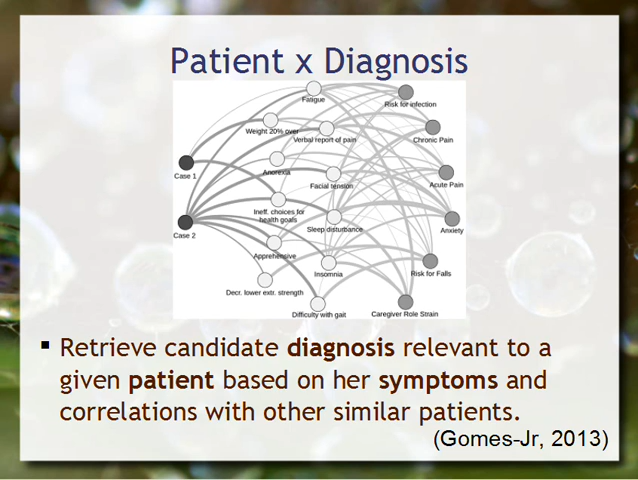 Patient x Diagnosis
Fatigue
Risk for infection
Weight 20% over
Verbal report of pain
Chronic Pain
Case 1
Anorexia
Facial tension
Acute Pain
Ineff. choices for
health goals
Sleep disturbance
Anxiety
Case 2
Apprehensive
Insomnia
Risk for Falls
Decr. lower extr. strength
Difficulty with gait
Caregiver Role Strain
Retrieve candidate diagnosis relevant to a
given patient based on her symptoms and
correlations with other similar patients.
(Gomes-Jr, 2013)